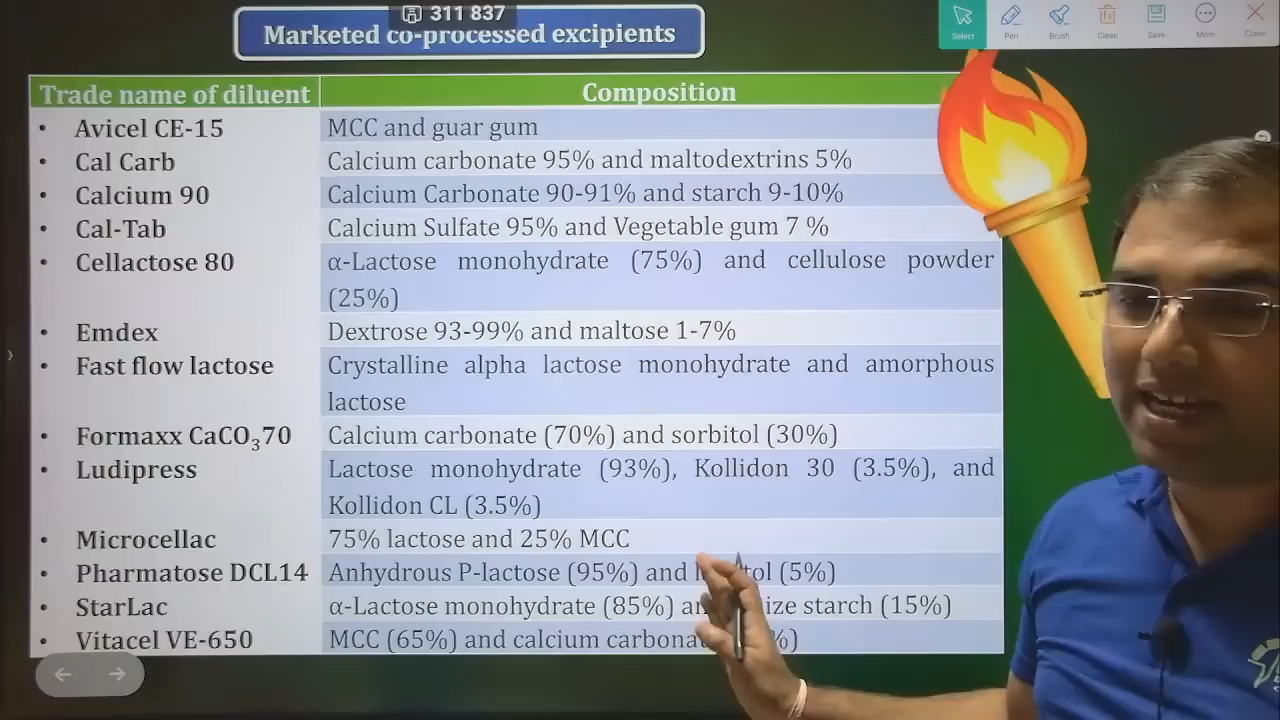 311 837
Marketed co-processed excipients
Select Pen Brush Clean Save More Close
Trade name of diluent Composition
• Avicel CE-15 MCC and guar gum
• Cal Carb Calcium carbonate 95% and maltodextrins 5%
• Calcium 90 Calcium Carbonate 90-91% and starch 9-10%
• Cal-Tab Calcium Sulfate 95% and Vegetable gum 7 %
• Cellactose 80 α-Lactose monohydrate (75%) and cellulose powder
(25%)
• Emdex Dextrose 93-99% and maltose 1-7%
• Fast flow lactose Crystalline alpha lactose monohydrate and amorphous
lactose
• Formaxx CaCO₃70 Calcium carbonate (70%) and sorbitol (30%)
• Ludipress Lactose monohydrate (93%), Kollidon 30 (3.5%), and
Kollidon CL (3.5%)
• Microcellac 75% lactose and 25% MCC
• Pharmatose DCL14 Anhydrous P-lactose (95%) and (5%)
• StarLac α-Lactose monohydrate (85%) starch (15%)
• Vitacel VE-650 MCC (65%) and calcium